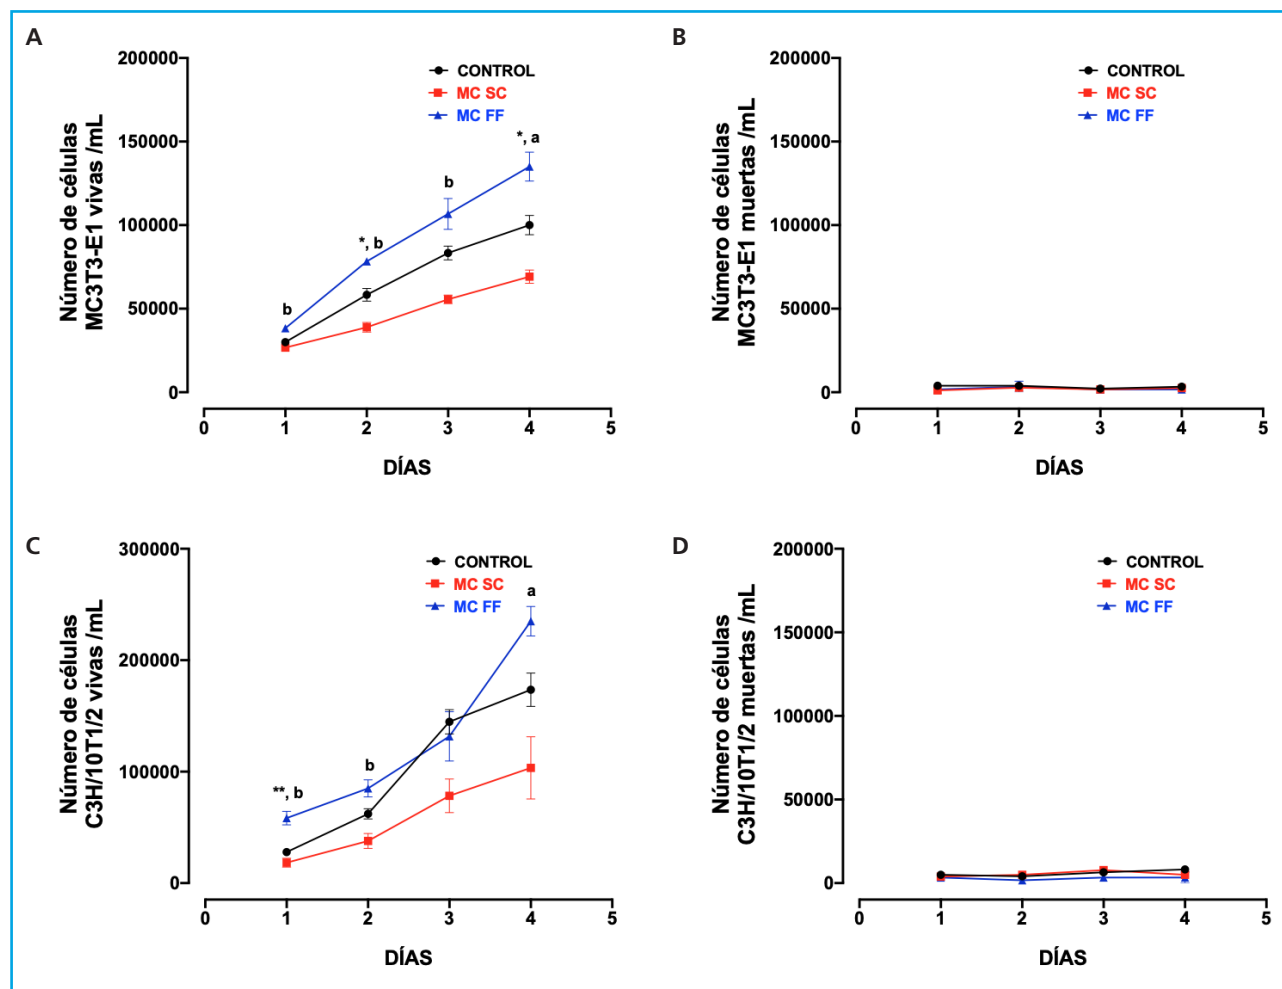 A
Número de células
MC3T3-E1 vivas /mL
200000
150000
100000
50000
0
CONTROL
MC SC
MC FF
b
*, b
b
*, a
0 1 2 3 4 5
DÍAS
B
Número de células
MC3T3-E1 muertas /mL
200000
150000
100000
50000
0
CONTROL
MC SC
MC FF
0 1 2 3 4 5
DÍAS
C
Número de células
C3H/10T1/2 vivas /mL
300000
200000
100000
0
CONTROL
MC SC
MC FF
**, b
b
a
0 1 2 3 4 5
DÍAS
D
Número de células
C3H/10T1/2 muertas /mL
200000
150000
100000
50000
0
CONTROL
MC SC
MC FF
0 1 2 3 4 5
DÍAS